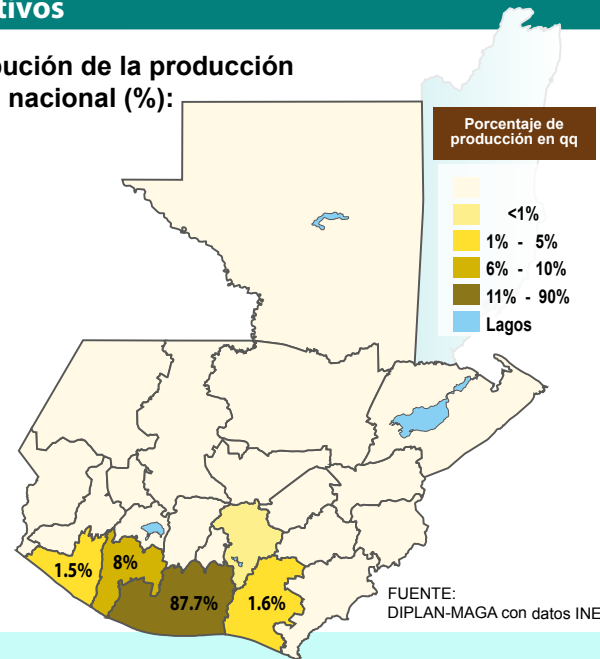 tivos
bución de la producción
nacional (%):
Porcentaje de
producción en qq
<1%
1% - 5%
6% - 10%
11% - 90%
Lagos
1.5%
8%
87.7%
1.6%
FUENTE:
DIPLAN-MAGA con datos INE